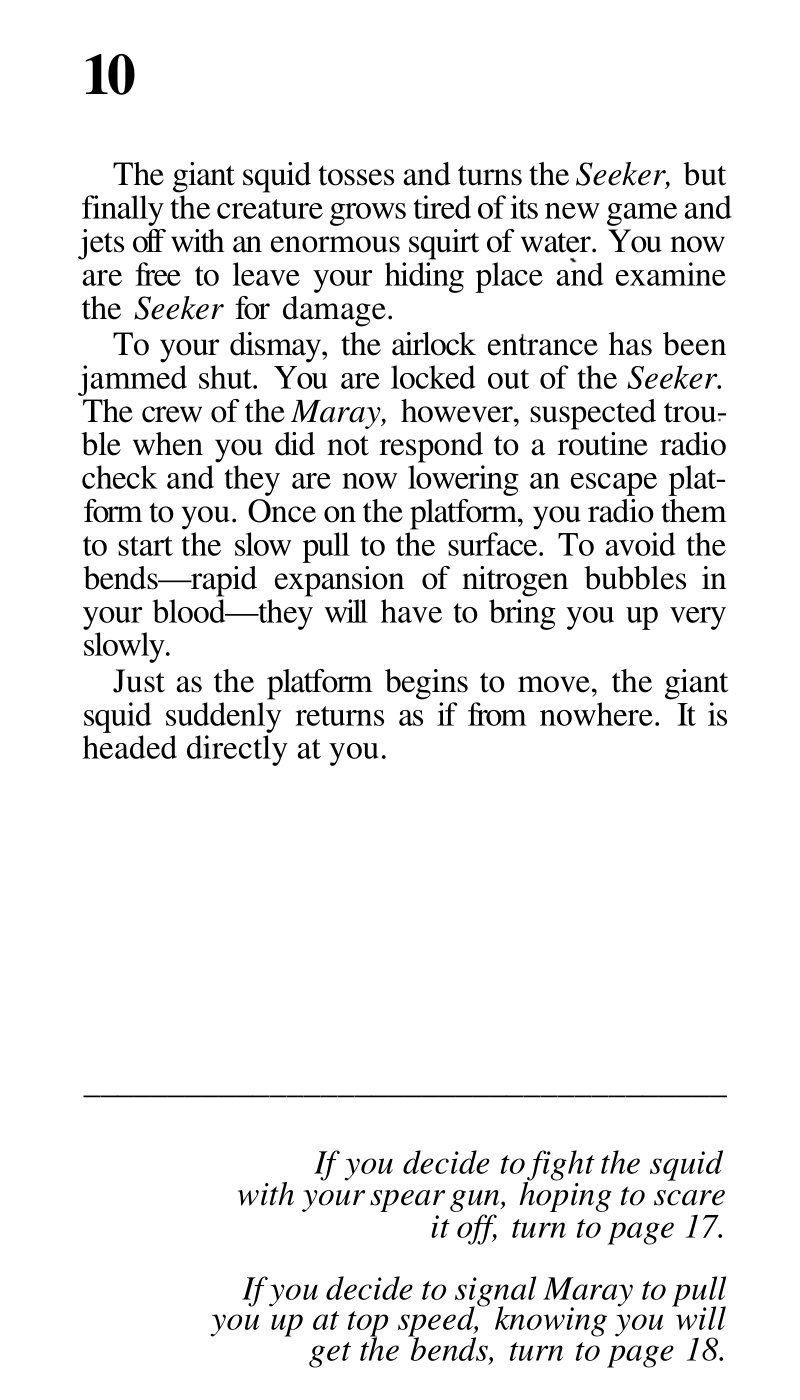 10
The giant squid tosses and turns the Seeker, but
finally the creature grows tired of its new game and
jets off with an enormous squirt of water. You now
are free to leave your hiding place and examine
the Seeker for damage.
To your dismay, the airlock entrance has been
jammed shut. You are locked out of the Seeker.
The crew of the Maray, however, suspected trou-
ble when you did not respond to a routine radio
check and they are now lowering an escape plat-
form to you. Once on the platform, you radio them
to start the slow pull to the surface. To avoid the
bends—rapid expansion of nitrogen bubbles in
your blood—they will have to bring you up very
slowly.
Just as the platform begins to move, the giant
squid suddenly returns as if from nowhere. It is
headed directly at you.
If you decide to fight the squid
with your spear gun, hoping to scare
it off, turn to page 17.
If you decide to signal Maray to pull
you up at top speed, knowing you will
get the bends, turn to page 18.